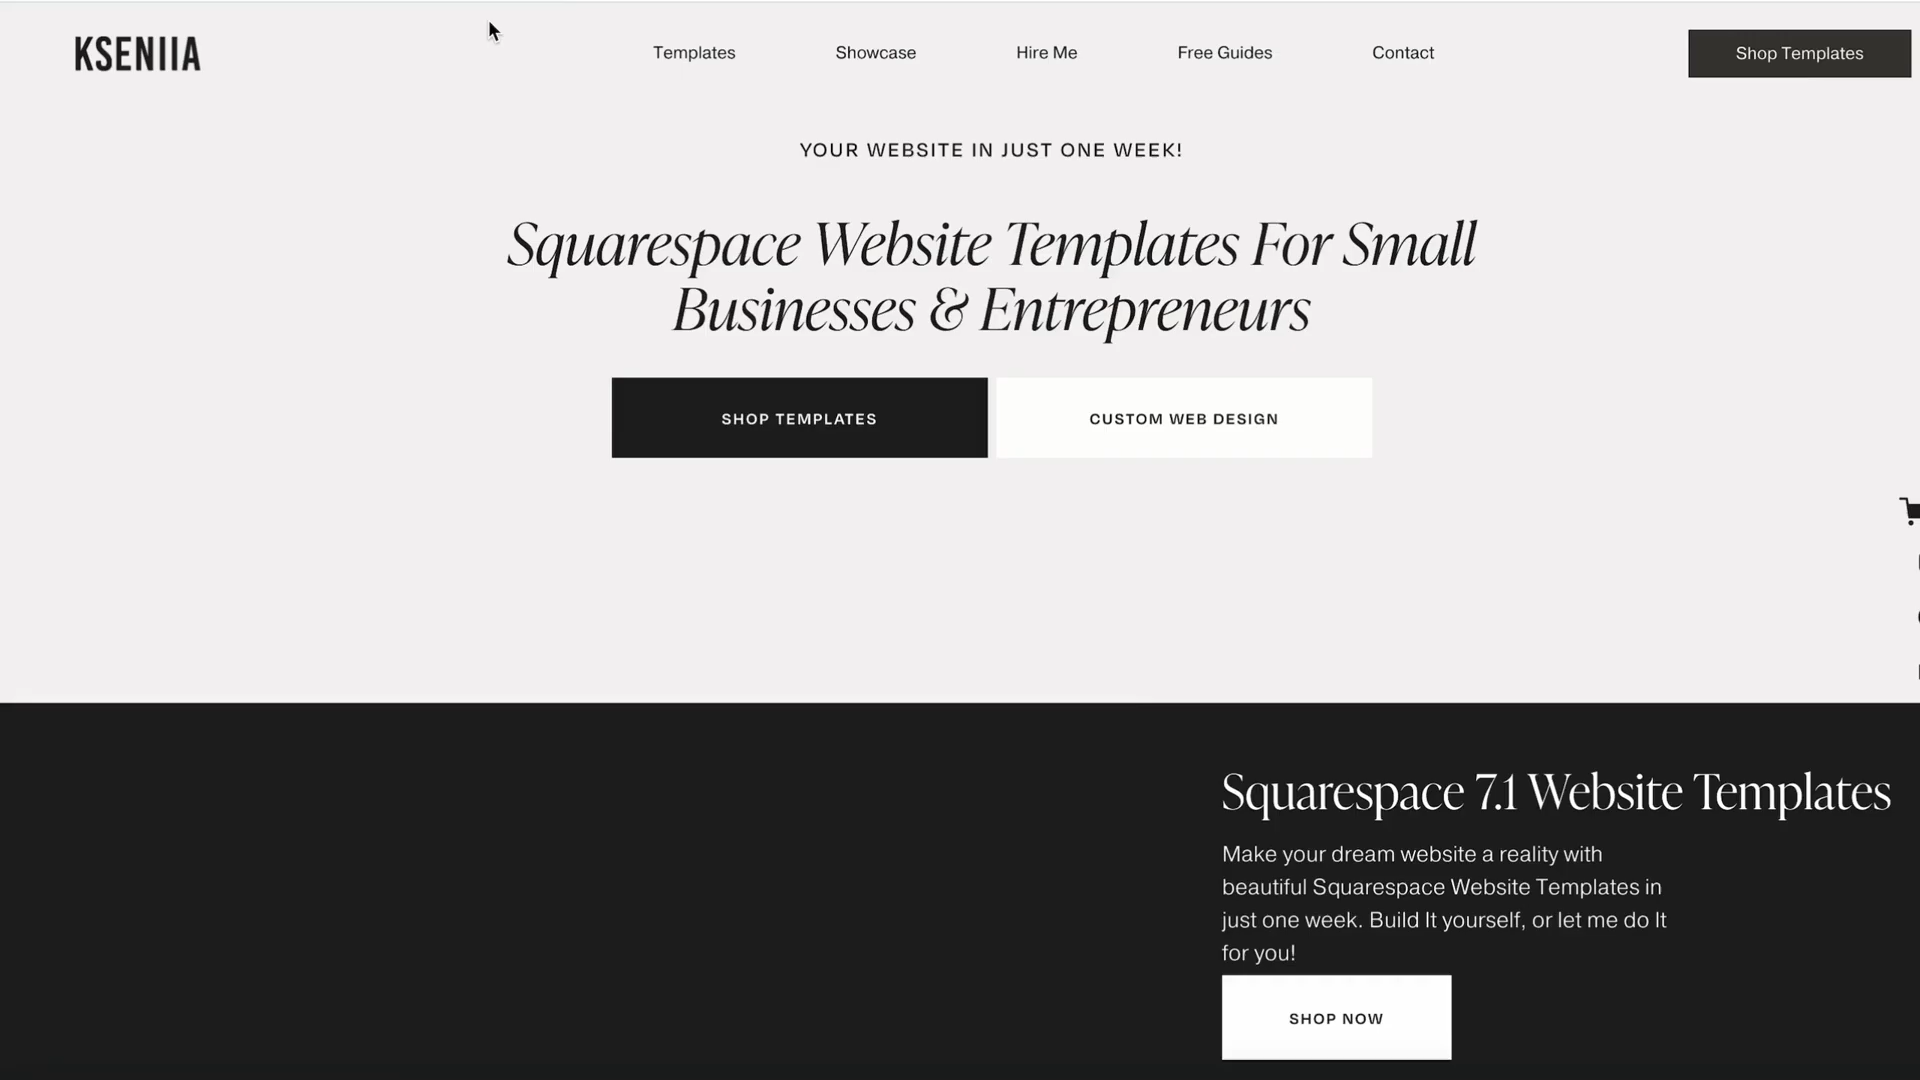 KSENIIA
Templates
Showcase
Hire Me
Free Guides
Contact
Shop Templates
YOUR WEBSITE IN JUST ONE WEEK!
Squarespace Website Templates For Small
Businesses & Entrepreneurs
SHOP TEMPLATES
CUSTOM WEB DESIGN
Squarespace 7.1 Website Templates
Make your dream website a reality with
beautiful Squarespace Website Templates in
just one week. Build It yourself, or let me do It
for you!
SHOP NOW